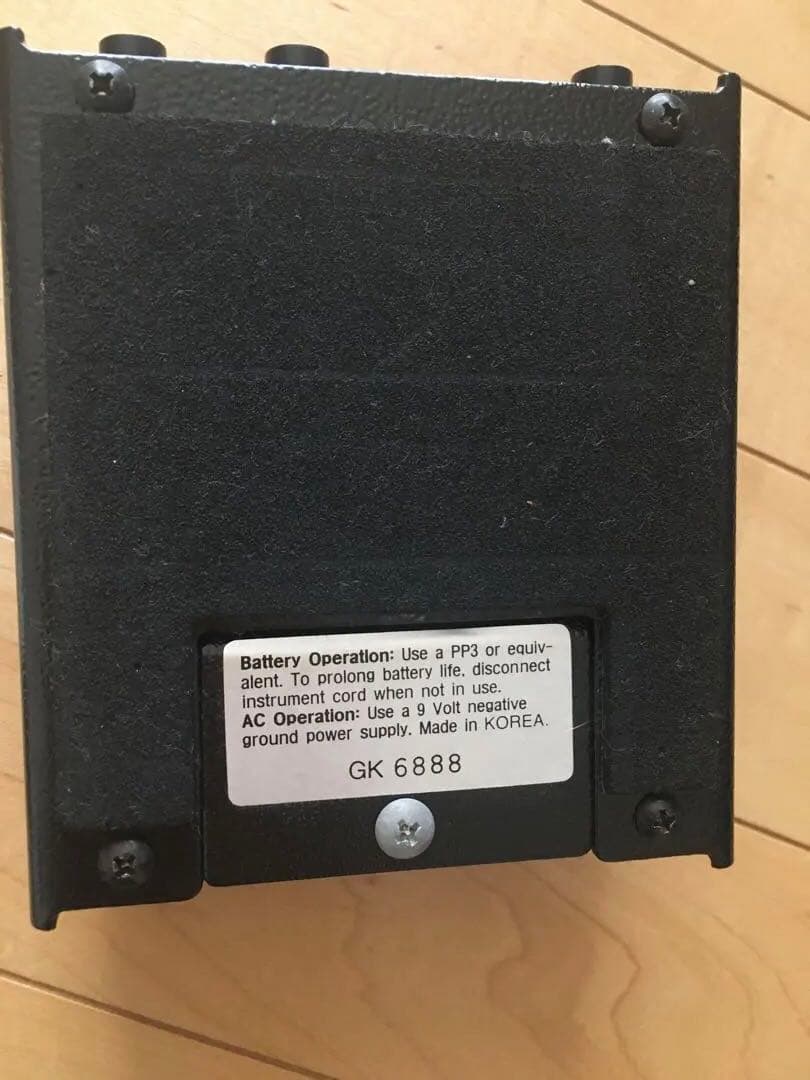 Battery Operation: Use a PP3 or equiv-
alent. To prolong battery life, disconnect
instrument cord when not in use.
AC Operation: Use a 9 Volt negative
ground power supply. Made in KOREA.
GK 6888